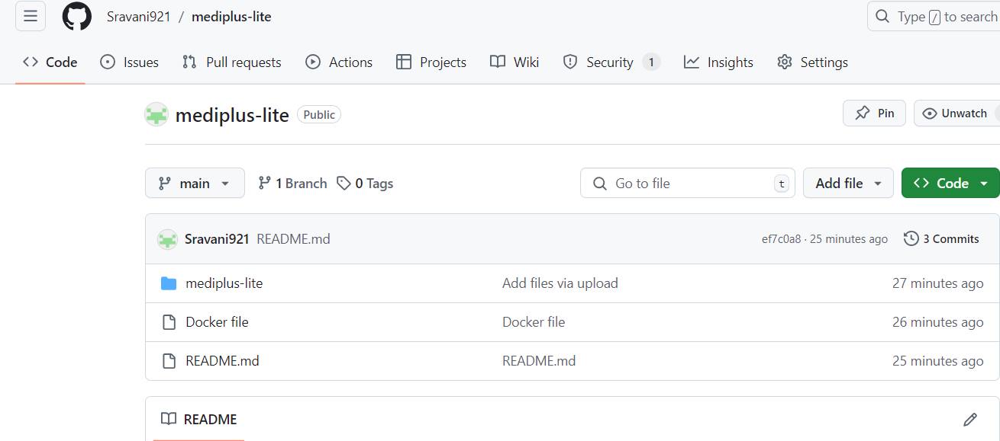 Sravani921 / mediplus-lite
Type / to search
Code Issues Pull requests Actions Projects Wiki Security 1 Insights Settings
mediplus-lite Public
Pin Unwatch
main 1 Branch 0 Tags Go to file t Add file Code
Sravani921 README.md ef7c0a8 · 25 minutes ago 3 Commits
mediplus-lite Add files via upload 27 minutes ago
Docker file Docker file 26 minutes ago
README.md README.md 25 minutes ago
README